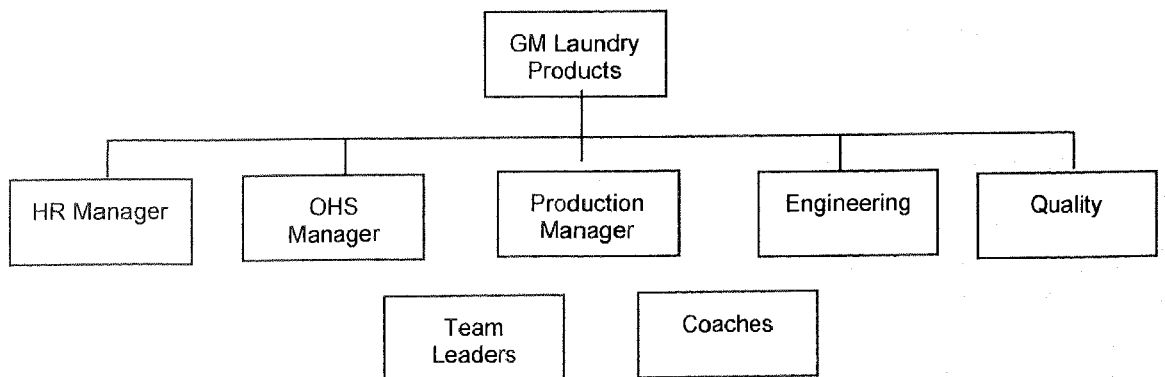 GM Laundry
Products
HR Manager
OHS
Manager
Production
Manager
Engineering
Quality
Team
Leaders
Coaches